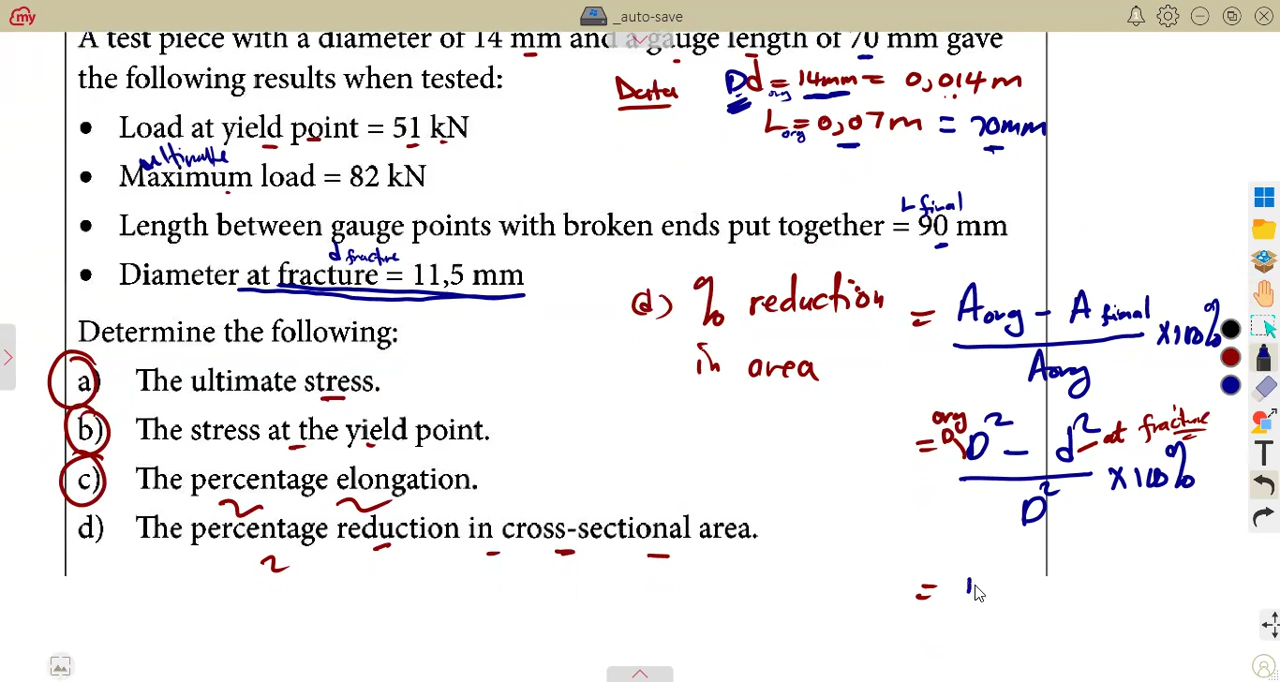 my
_auto-save
A test piece with a diameter of 14 mm and a gauge length of 70 mm gave
the following results when tested:
Data D d org = 14mm = 0,014m
L org = 0,07m = 70mm
• Load at yield point = 51 kN
ultimate
• Maximum load = 82 kN
L final
• Length between gauge points with broken ends put together = 90 mm
d fracture
• Diameter at fracture = 11,5 mm
d) % reduction in area
= Aorg - A final / Aorg ×100%
= org D D² - d² at fracture / D² ×100%
=
Determine the following:
a) The ultimate stress.
b) The stress at the yield point.
c) The percentage elongation.
d) The percentage reduction in cross-sectional area.
T